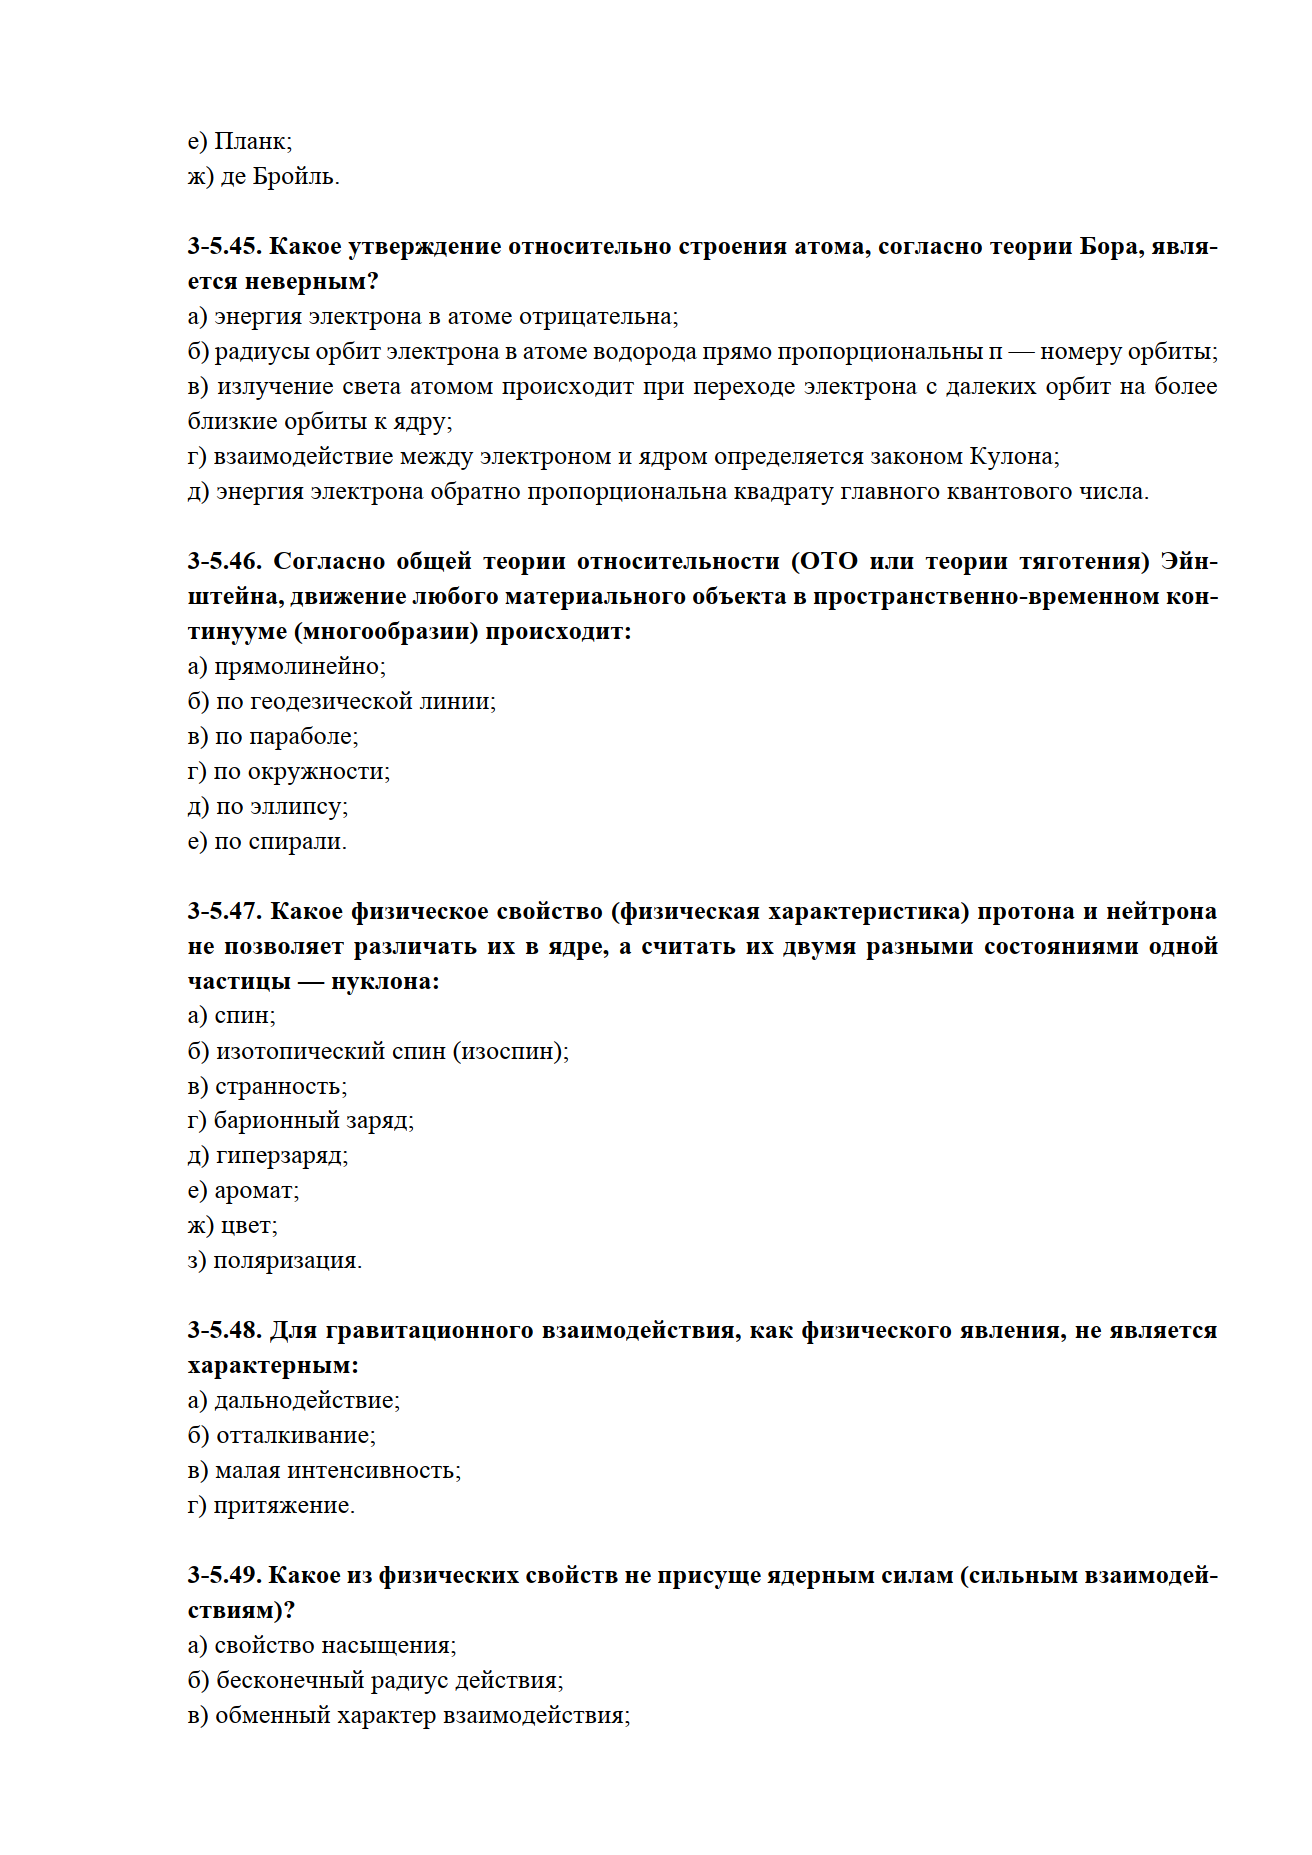 е) Планк;
ж) де Бройль.
3-5.45. Какое утверждение относительно строения атома, согласно теории Бора, явля-
ется неверным?
а) энергия электрона в атоме отрицательна;
б) радиусы орбит электрона в атоме водорода прямо пропорциональны п — номеру орбиты;
в) излучение света атомом происходит при переходе электрона с далеких орбит на более
близкие орбиты к ядру;
г) взаимодействие между электроном и ядром определяется законом Кулона;
д) энергия электрона обратно пропорциональна квадрату главного квантового числа.
3-5.46. Согласно общей теории относительности (ОТО или теории тяготения) Эйн-
штейна, движение любого материального объекта в пространственно-временном кон-
тинууме (многообразии) происходит:
а) прямолинейно;
б) по геодезической линии;
в) по параболе;
г) по окружности;
д) по эллипсу;
е) по спирали.
3-5.47. Какое физическое свойство (физическая характеристика) протона и нейтрона
не позволяет различать их в ядре, а считать их двумя разными состояниями одной
частицы — нуклона:
а) спин;
б) изотопический спин (изоспин);
в) странность;
г) барионный заряд;
д) гиперзаряд;
е) аромат;
ж) цвет;
з) поляризация.
3-5.48. Для гравитационного взаимодействия, как физического явления, не является
характерным:
а) дальнодействие;
б) отталкивание;
в) малая интенсивность;
г) притяжение.
3-5.49. Какое из физических свойств не присуще ядерным силам (сильным взаимодей-
ствиям)?
а) свойство насыщения;
б) бесконечный радиус действия;
в) обменный характер взаимодействия;